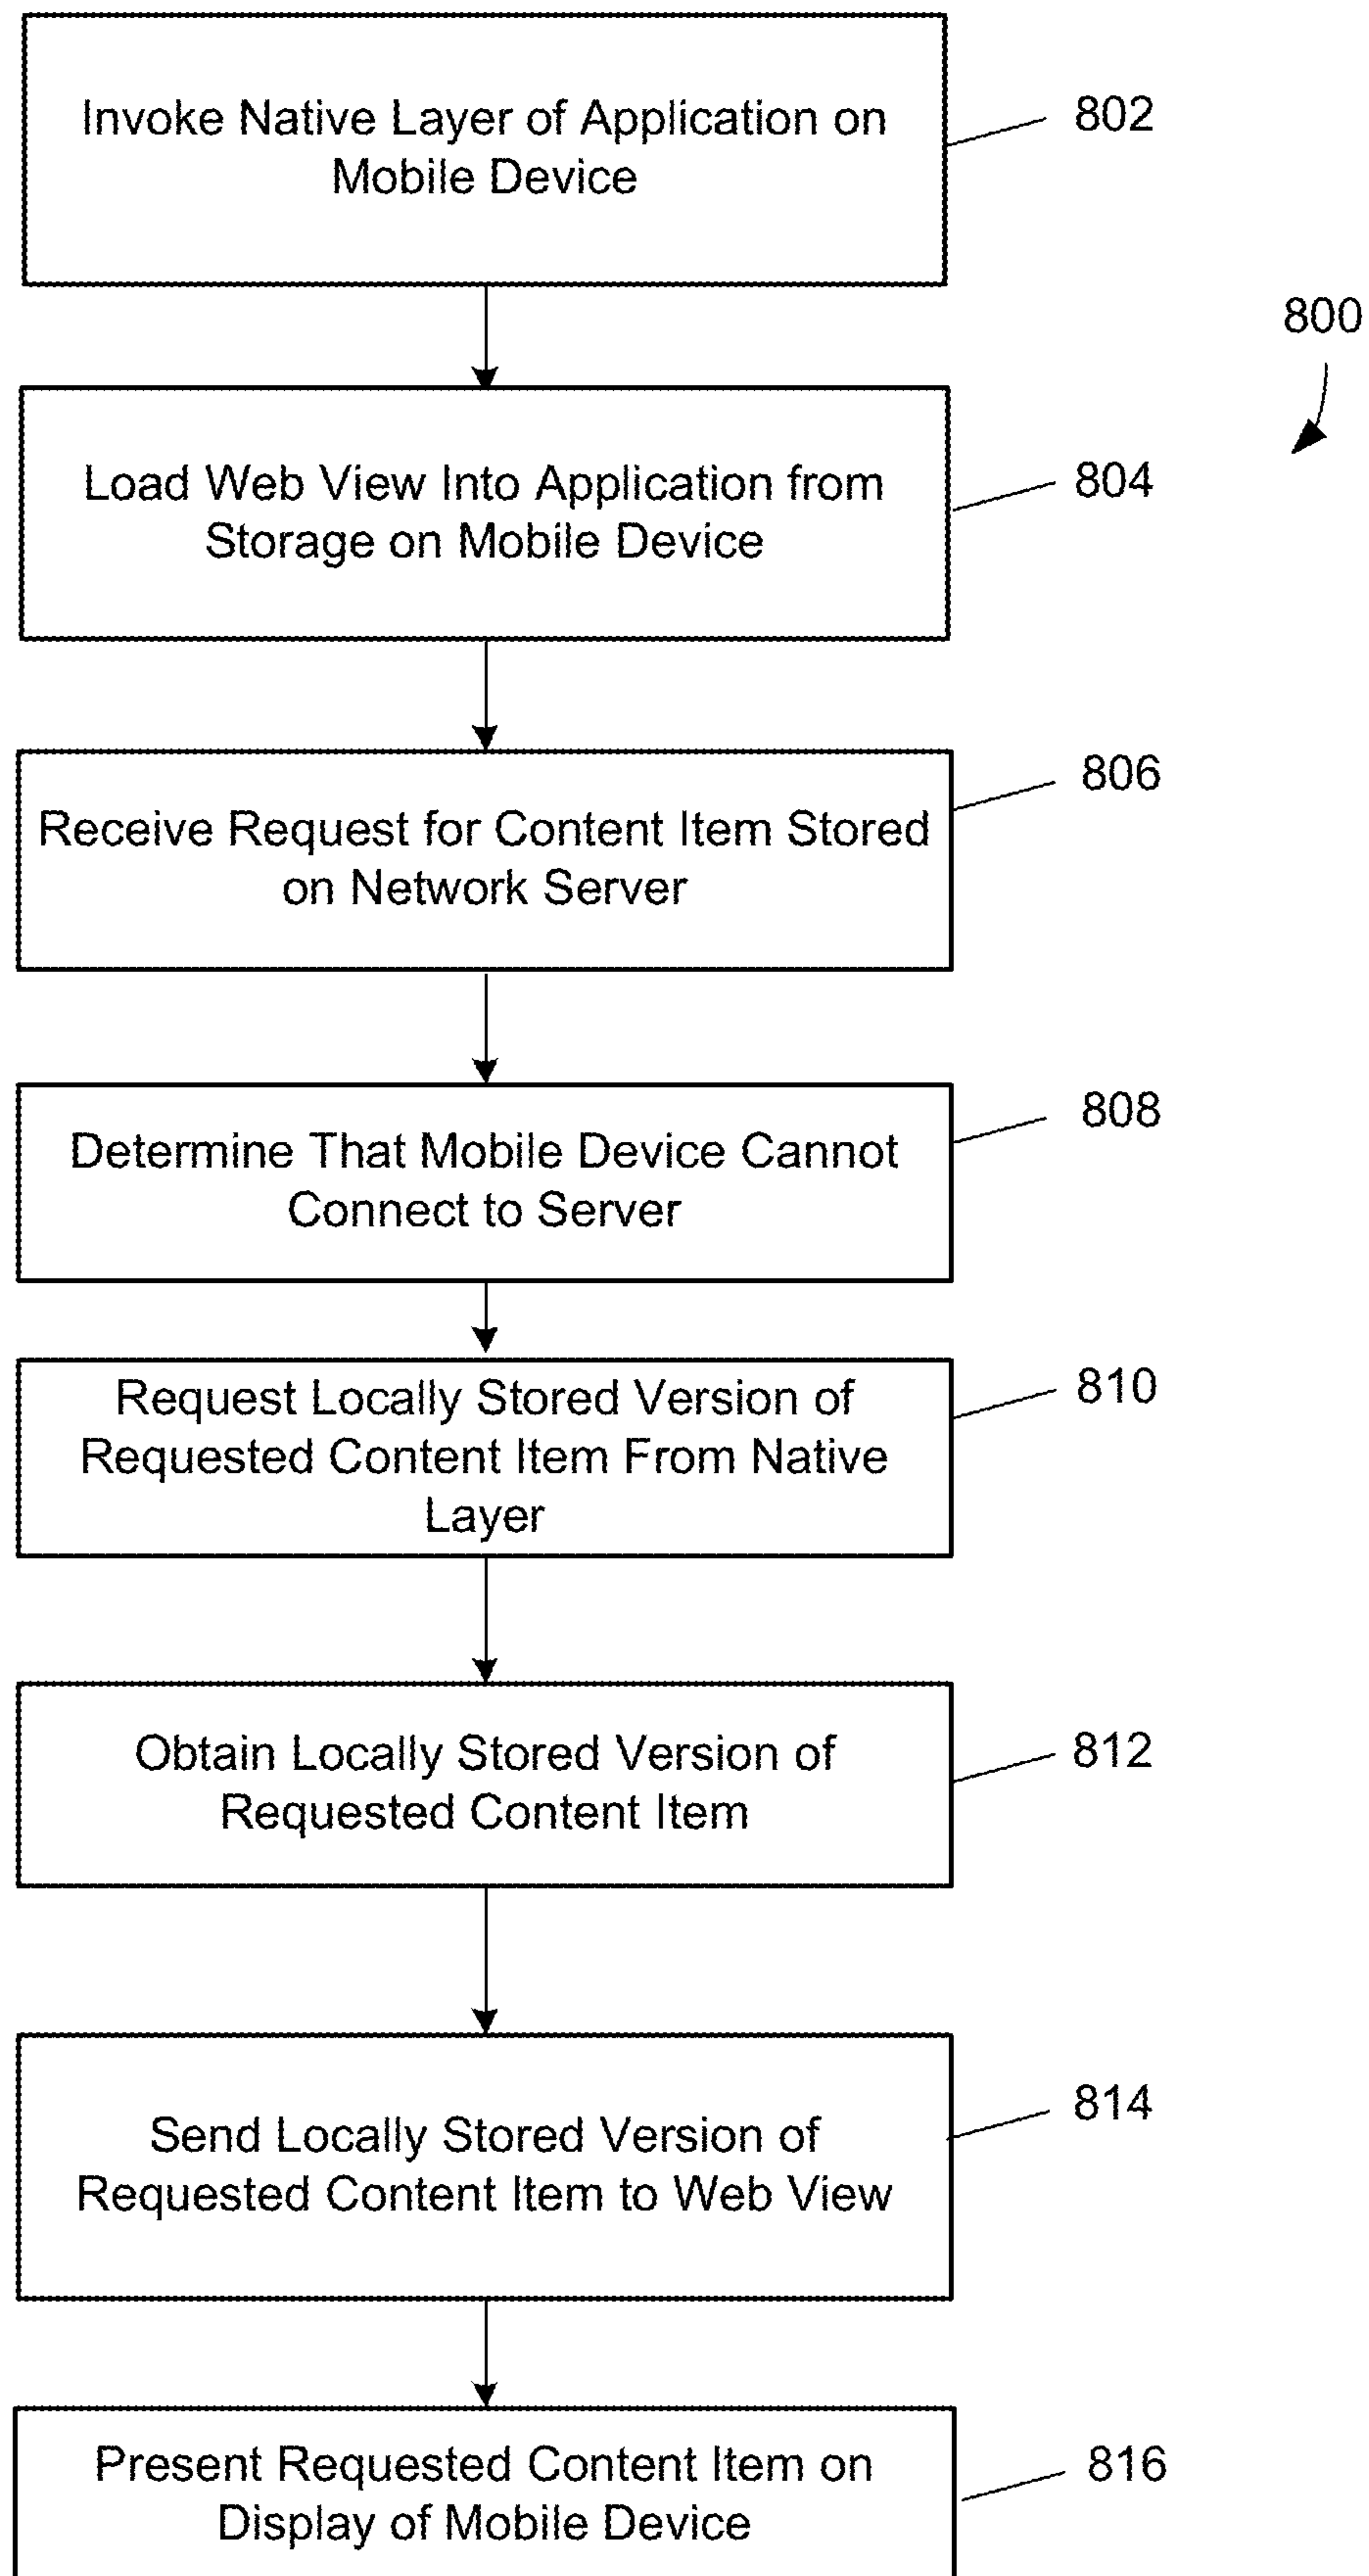 Invoke Native Layer of Application on
Mobile Device
802
800
Load Web View Into Application from
Storage on Mobile Device
804
Receive Request for Content Item Stored
on Network Server
806
Determine That Mobile Device Cannot
Connect to Server
808
Request Locally Stored Version of
Requested Content Item From Native
Layer
810
Obtain Locally Stored Version of
Requested Content Item
812
Send Locally Stored Version of
Requested Content Item to Web View
814
Present Requested Content Item on
Display of Mobile Device
816